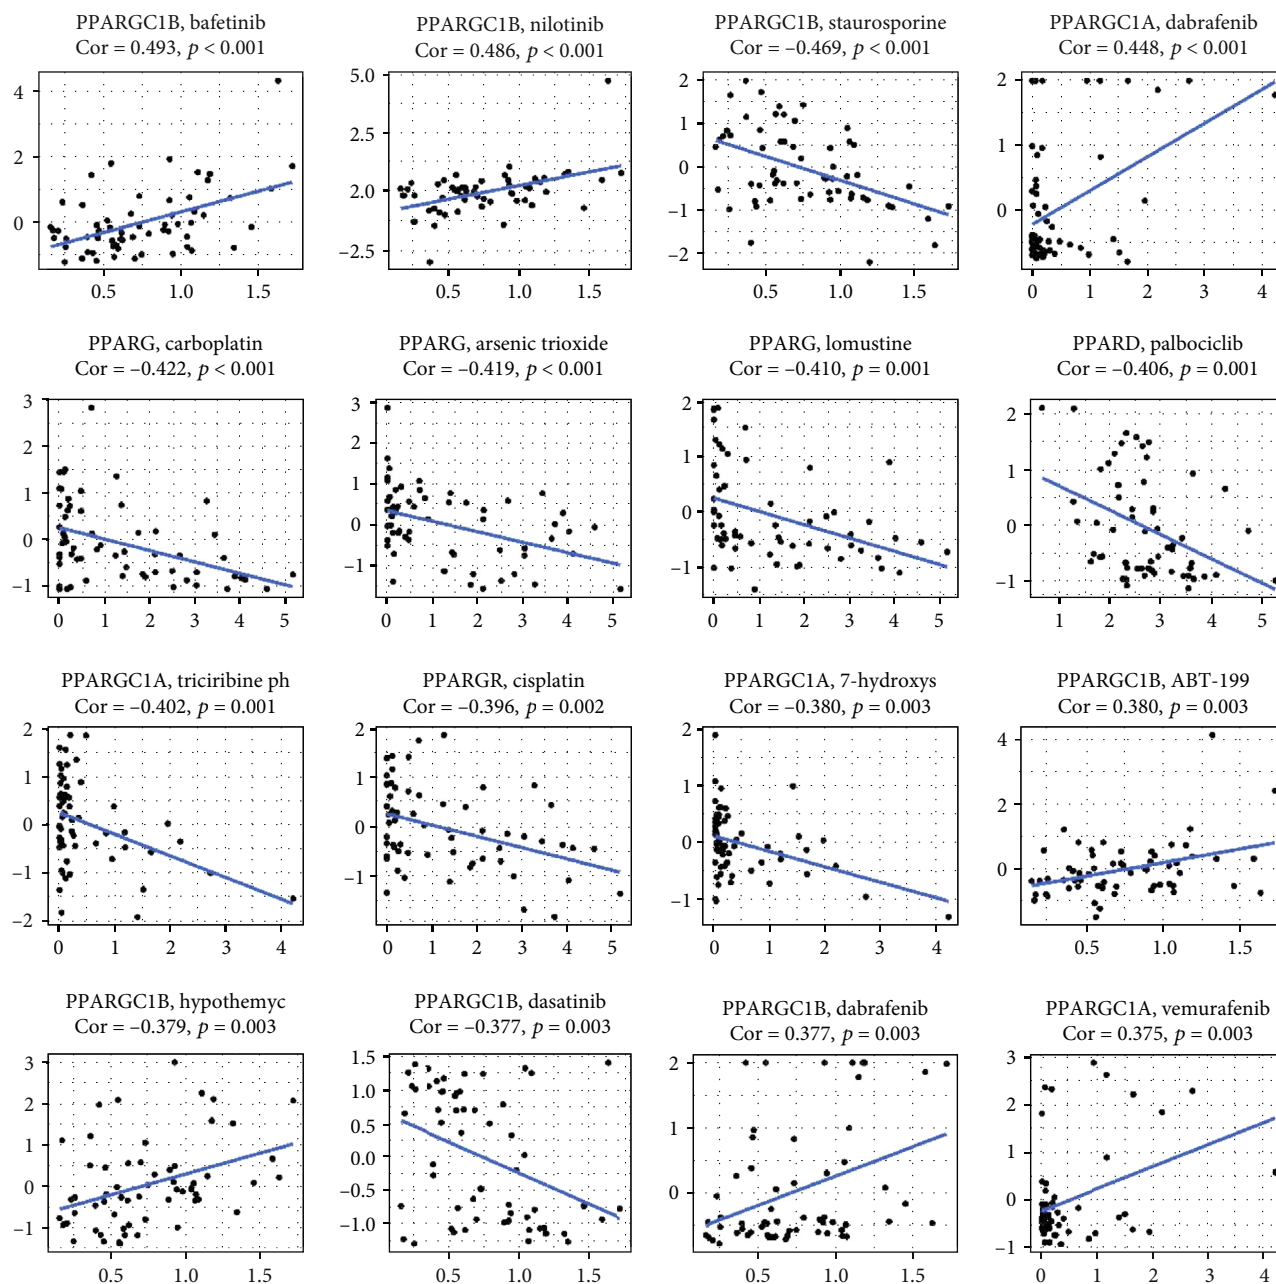 PPARGC1B, bafetinib
Cor = 0.493, p < 0.001
4
2
0
0.5 1.0 1.5
PPARGC1B, nilotinib
Cor = 0.486, p < 0.001
5.0
2.5
2.0
−2.5
0.5 1.0 1.5
PPARGC1B, staurosporine
Cor = −0.469, p < 0.001
2
1
0
−1
−2
0.5 1.0 1.5
PPARGC1A, dabrafenib
Cor = 0.448, p < 0.001
2
0
0 1 2 3 4
PPARG, carboplatin
Cor = −0.422, p < 0.001
3
2
1
0
−1
0 1 2 3 4 5
PPARG, arsenic trioxide
Cor = −0.419, p < 0.001
3
2
1
0
−1
0 1 2 3 4 5
PPARG, lomustine
Cor = −0.410, p = 0.001
2
1
0
−1
0 1 2 3 4 5
PPARD, palbociclib
Cor = −0.406, p = 0.001
2
1
0
−1
1 2 3 4 5
PPARGC1A, triciribine ph
Cor = −0.402, p = 0.001
2
1
0
−1
−2
0 1 2 3 4
PPARGR, cisplatin
Cor = −0.396, p = 0.002
2
1
0
−1
0 1 2 3 4 5
PPARGC1A, 7-hydroxys
Cor = −0.380, p = 0.003
2
1
0
−1
0 1 2 3 4
PPARGC1B, ABT-199
Cor = 0.380, p = 0.003
4
2
0
0.5 1.0 1.5
PPARGC1B, hypothemyc
Cor = −0.379, p = 0.003
3
2
1
0
−1
0.5 1.0 1.5
PPARGC1B, dasatinib
Cor = −0.377, p = 0.003
1.5
1.0
0.5
0.0
−0.5
−1.0
0.5 1.0 1.5
PPARGC1B, dabrafenib
Cor = 0.377, p = 0.003
2
1
0
0.5 1.0 1.5
PPARGC1A, vemurafenib
Cor = 0.375, p = 0.003
3
2
1
0
−1
0 1 2 3 4